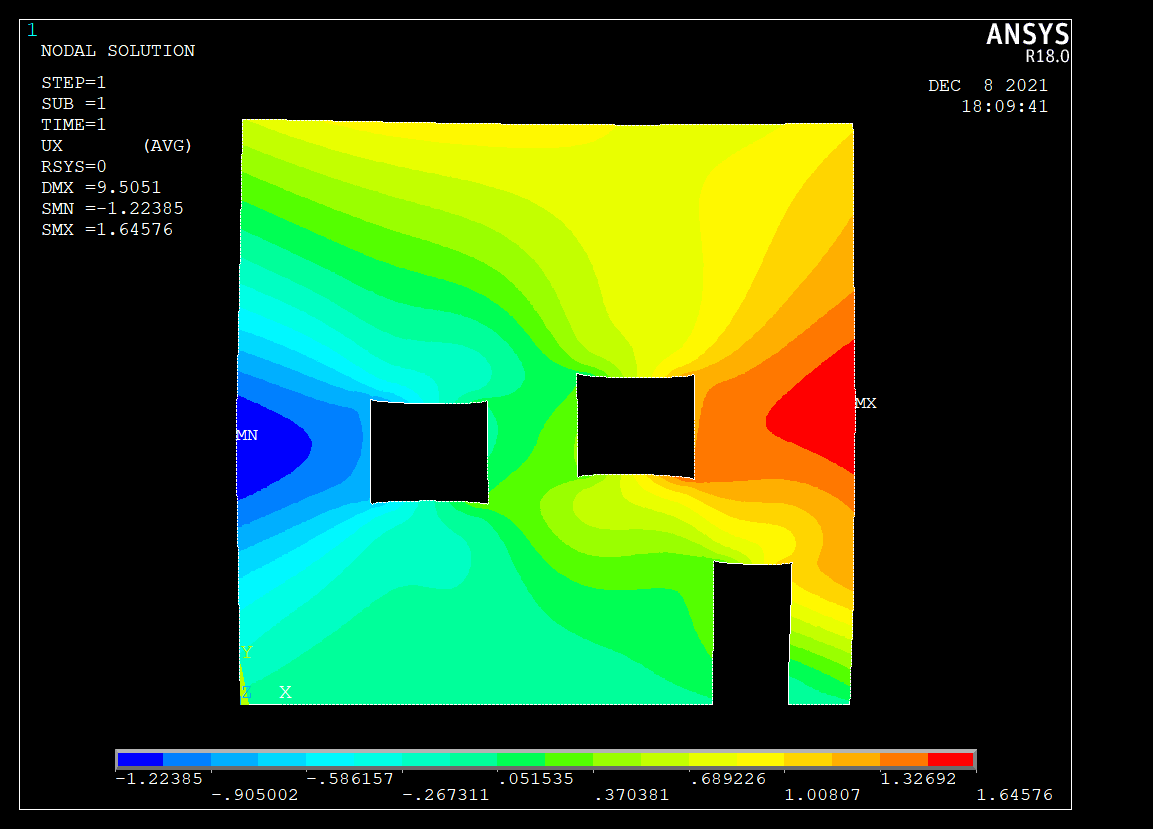 1
ANSYS
R18.0
NODAL SOLUTION
STEP=1
SUB =1
TIME=1
UX (AVG)
RSYS=0
DMX =9.5051
SMN =-1.22385
SMX =1.64576
DEC 8 2021
18:09:41
MX
MN
Y
Z X
-1.22385 -.586157 .051535 .689226 1.32692
-.905002 -.267311 .370381 1.00807 1.64576